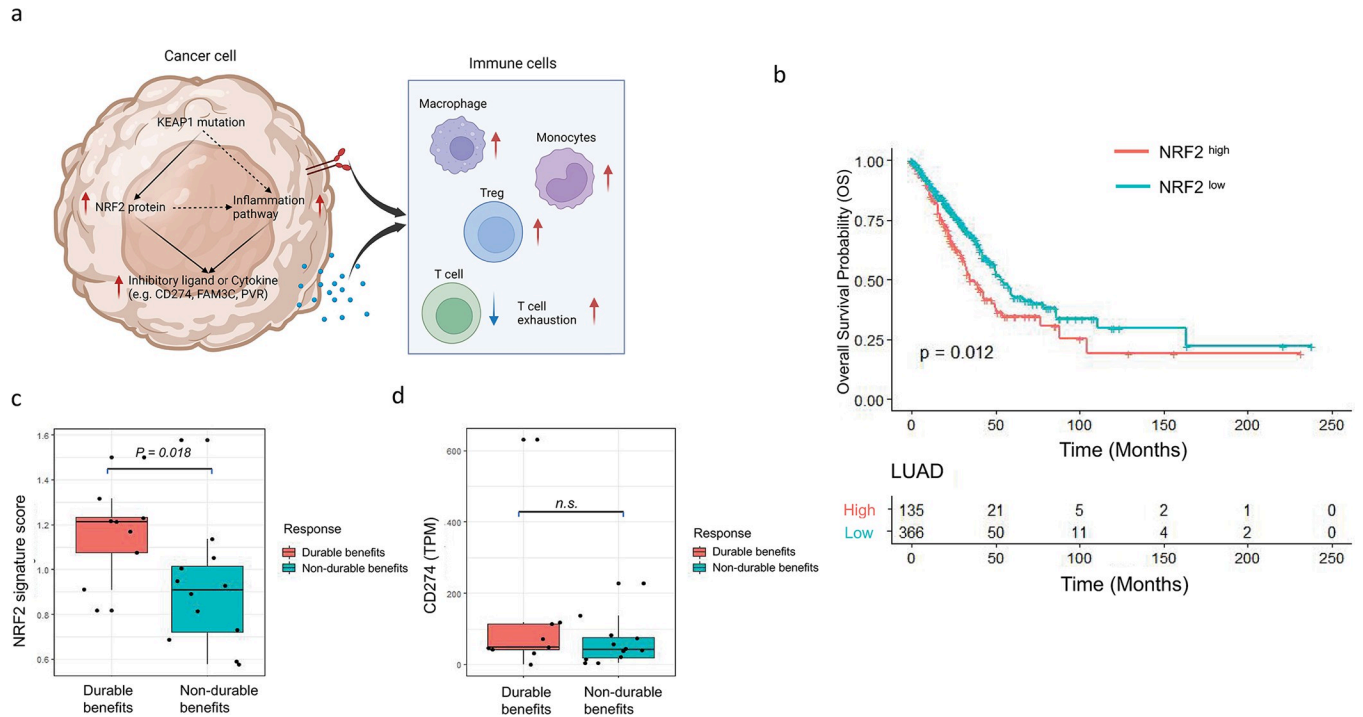 a
Cancer cell
KEAP1 mutation
NRF2 protein
Inflammation
pathway
Inhibitory ligand or Cytokine
(e.g. CD274, FAM3C, PVR)
Immune cells
Macrophage
Monocytes
Treg
T cell
T cell
exhaustion
b
Overall Survival Probability (OS)
1.00
0.75
0.50
0.25
0.00
NRF2 high
NRF2 low
p = 0.012
0 50 100 150 200 250
Time (Months)
LUAD
High 135 21 5 2 1 0
Low 366 50 11 4 2 0
0 50 100 150 200 250
Time (Months)
c
NRF2 signature score
1.6
1.4
1.2
1.0
0.8
0.6
P = 0.018
Durable
benefits
Non-durable
benefits
Response
Durable benefits
Non-durable benefits
d
CD274 (TPM)
600
400
200
0
n.s.
Durable
benefits
Non-durable
benefits
Response
Durable benefits
Non-durable benefits